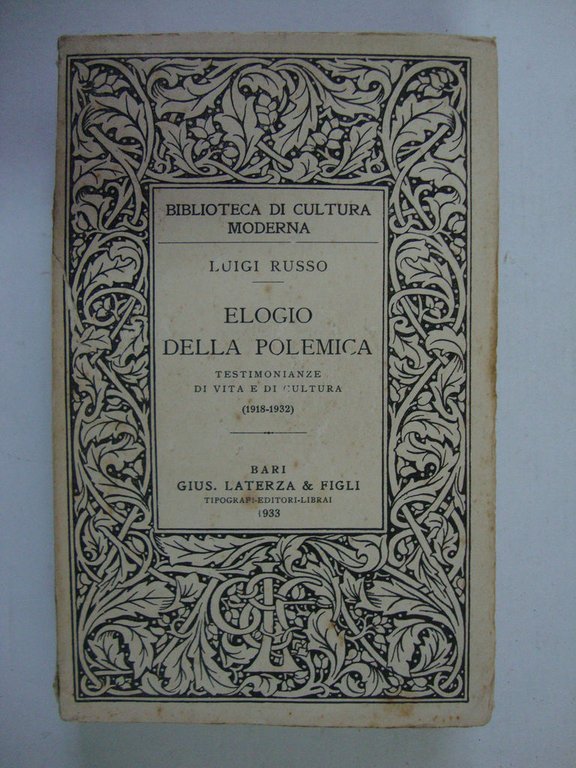 BIBLIOTECA DI CULTURA
MODERNA
LUIGI RUSSO
ELOGIO
DELLA POLEMICA
TESTIMONIANZE
DI VITA E DI CULTURA
(1918-1932)
BARI
GIUS. LATERZA & FIGLI
TIPOGRAFI-EDITORI-LIBRAI
1933